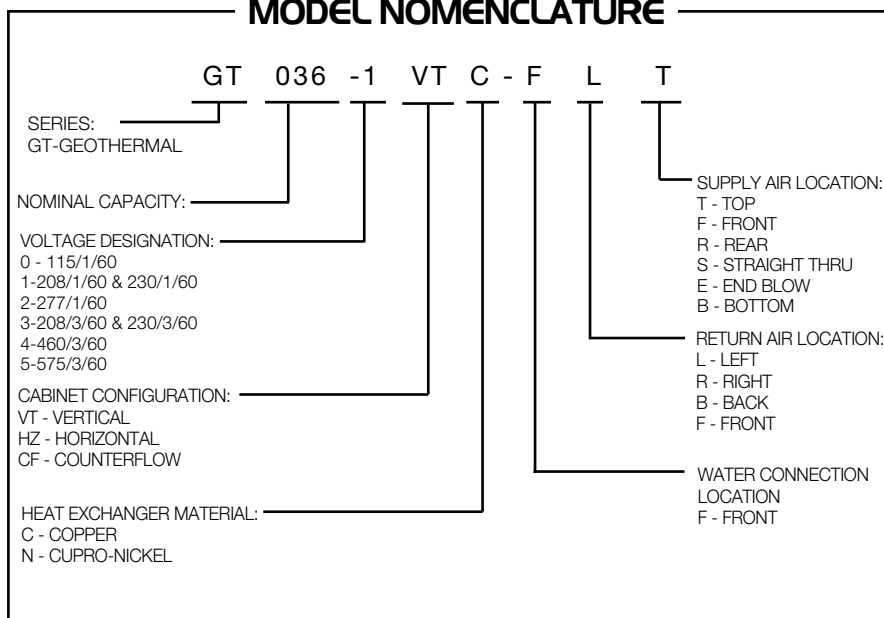 MODEL NOMENCLATURE
GT 036 -1 VT C - F L T
SERIES:
GT-GEOTHERMAL
NOMINAL CAPACITY:
VOLTAGE DESIGNATION:
0 - 115/1/60
1-208/1/60 & 230/1/60
2-277/1/60
3-208/3/60 & 230/3/60
4-460/3/60
5-575/3/60
CABINET CONFIGURATION:
VT - VERTICAL
HZ - HORIZONTAL
CF - COUNTERFLOW
HEAT EXCHANGER MATERIAL:
C - COPPER
N - CUPRO-NICKEL
SUPPLY AIR LOCATION:
T - TOP
F - FRONT
R - REAR
S - STRAIGHT THRU
E - END BLOW
B - BOTTOM
RETURN AIR LOCATION:
L - LEFT
R - RIGHT
B - BACK
F - FRONT
WATER CONNECTION
LOCATION
F - FRONT